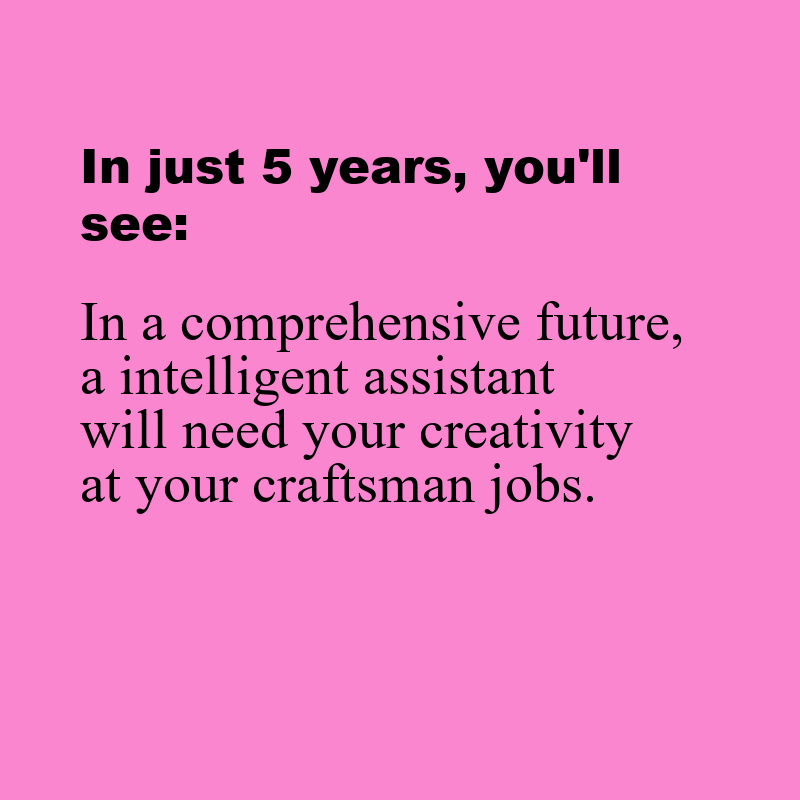 In just 5 years, you'll
see:
In a comprehensive future,
a intelligent assistant
will need your creativity
at your craftsman jobs.